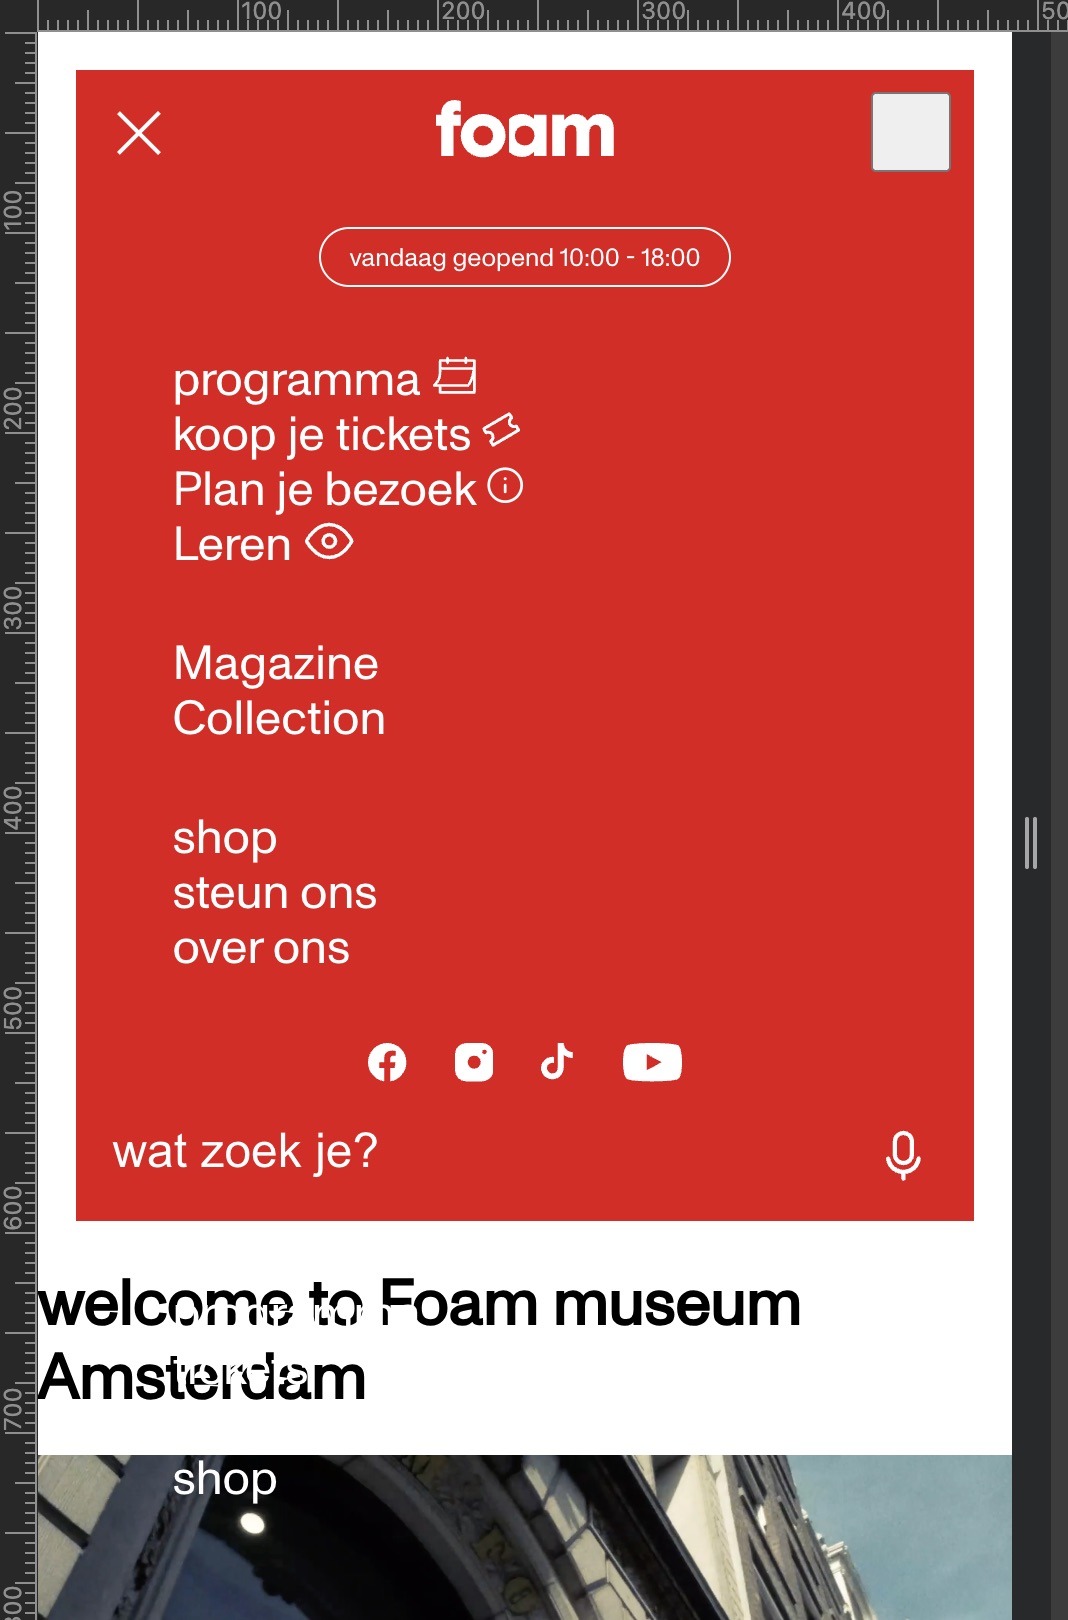 100 200 300 400 50
foam
vandaag geopend 10:00 - 18:00
programma
koop je tickets
Plan je bezoek
Leren
Magazine
Collection
shop
steun ons
over ons
wat zoek je?
welcome to Foam museum
programma
Amsterdam
tickets
shop
100
200
300
400
500
600
700